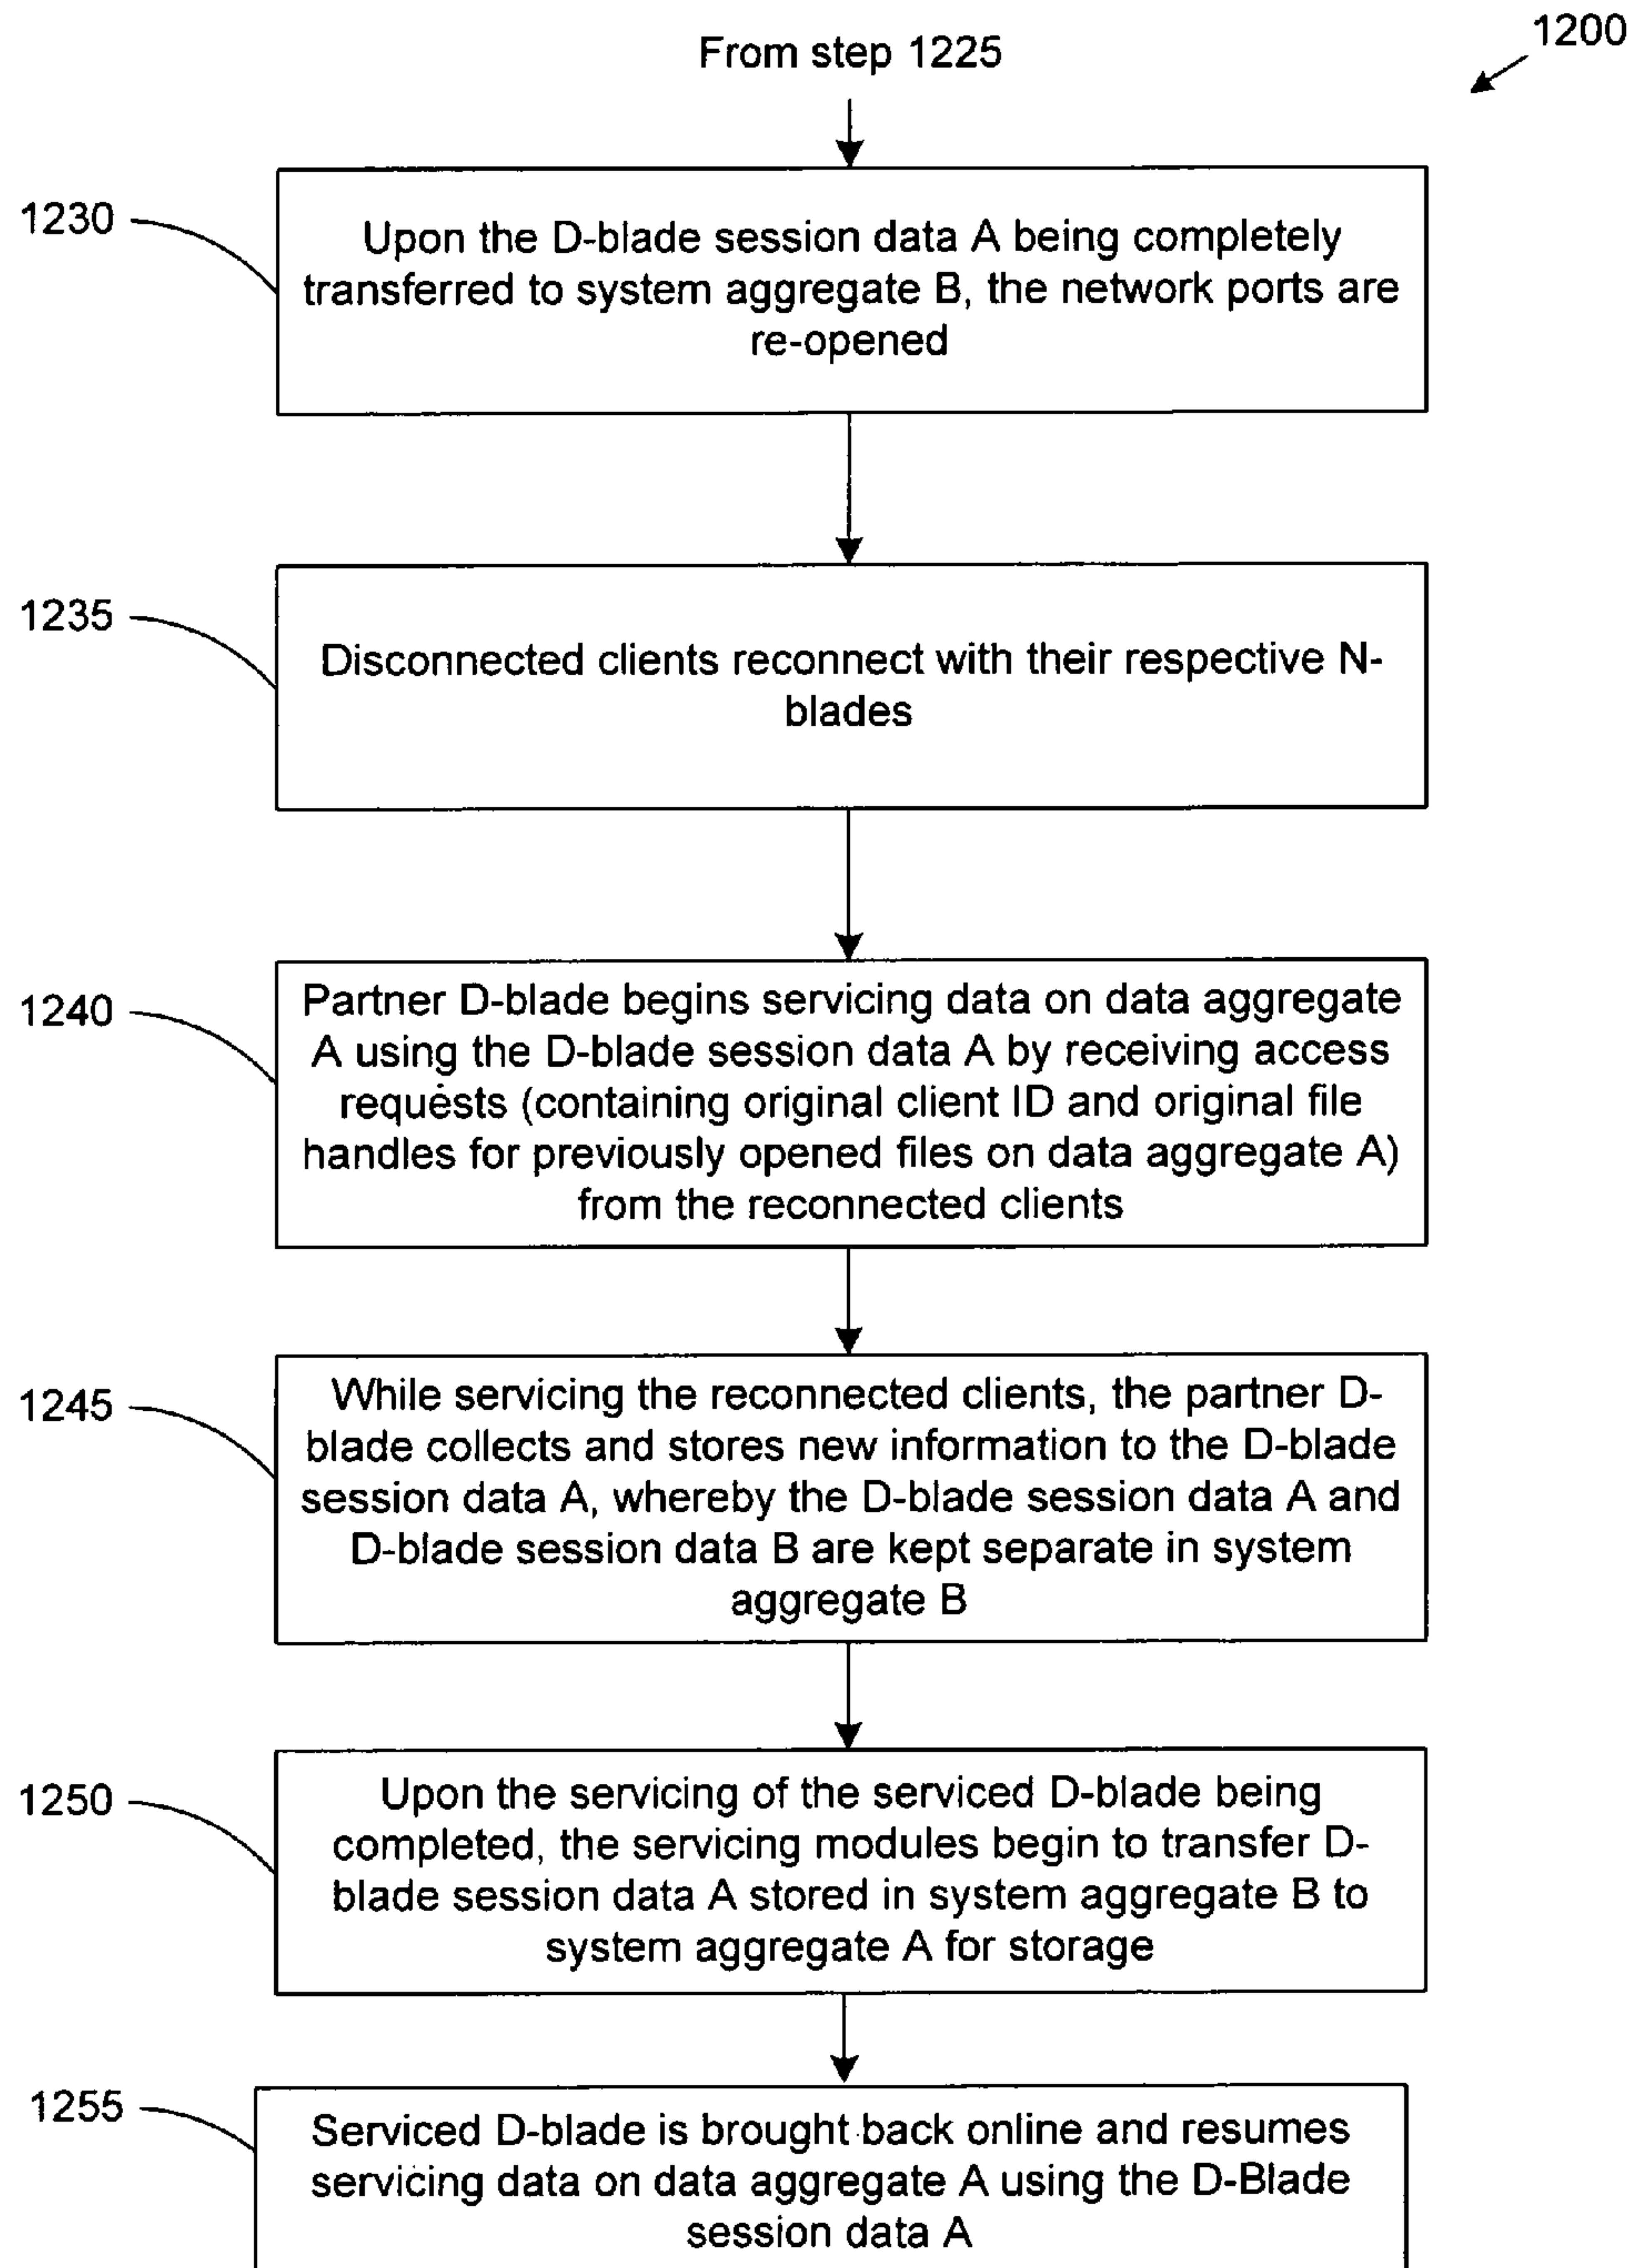 1200
From step 1225
1230
Upon the D-blade session data A being completely
transferred to system aggregate B, the network ports are
re-opened
1235
Disconnected clients reconnect with their respective N-
blades
1240
Partner D-blade begins servicing data on data aggregate
A using the D-blade session data A by receiving access
requests (containing original client ID and original file
handles for previously opened files on data aggregate A)
from the reconnected clients
1245
While servicing the reconnected clients, the partner D-
blade collects and stores new information to the D-blade
session data A, whereby the D-blade session data A and
D-blade session data B are kept separate in system
aggregate B
1250
Upon the servicing of the serviced D-blade being
completed, the servicing modules begin to transfer D-
blade session data A stored in system aggregate B to
system aggregate A for storage
1255
Serviced D-blade is brought back online and resumes
servicing data on data aggregate A using the D-Blade
session data A